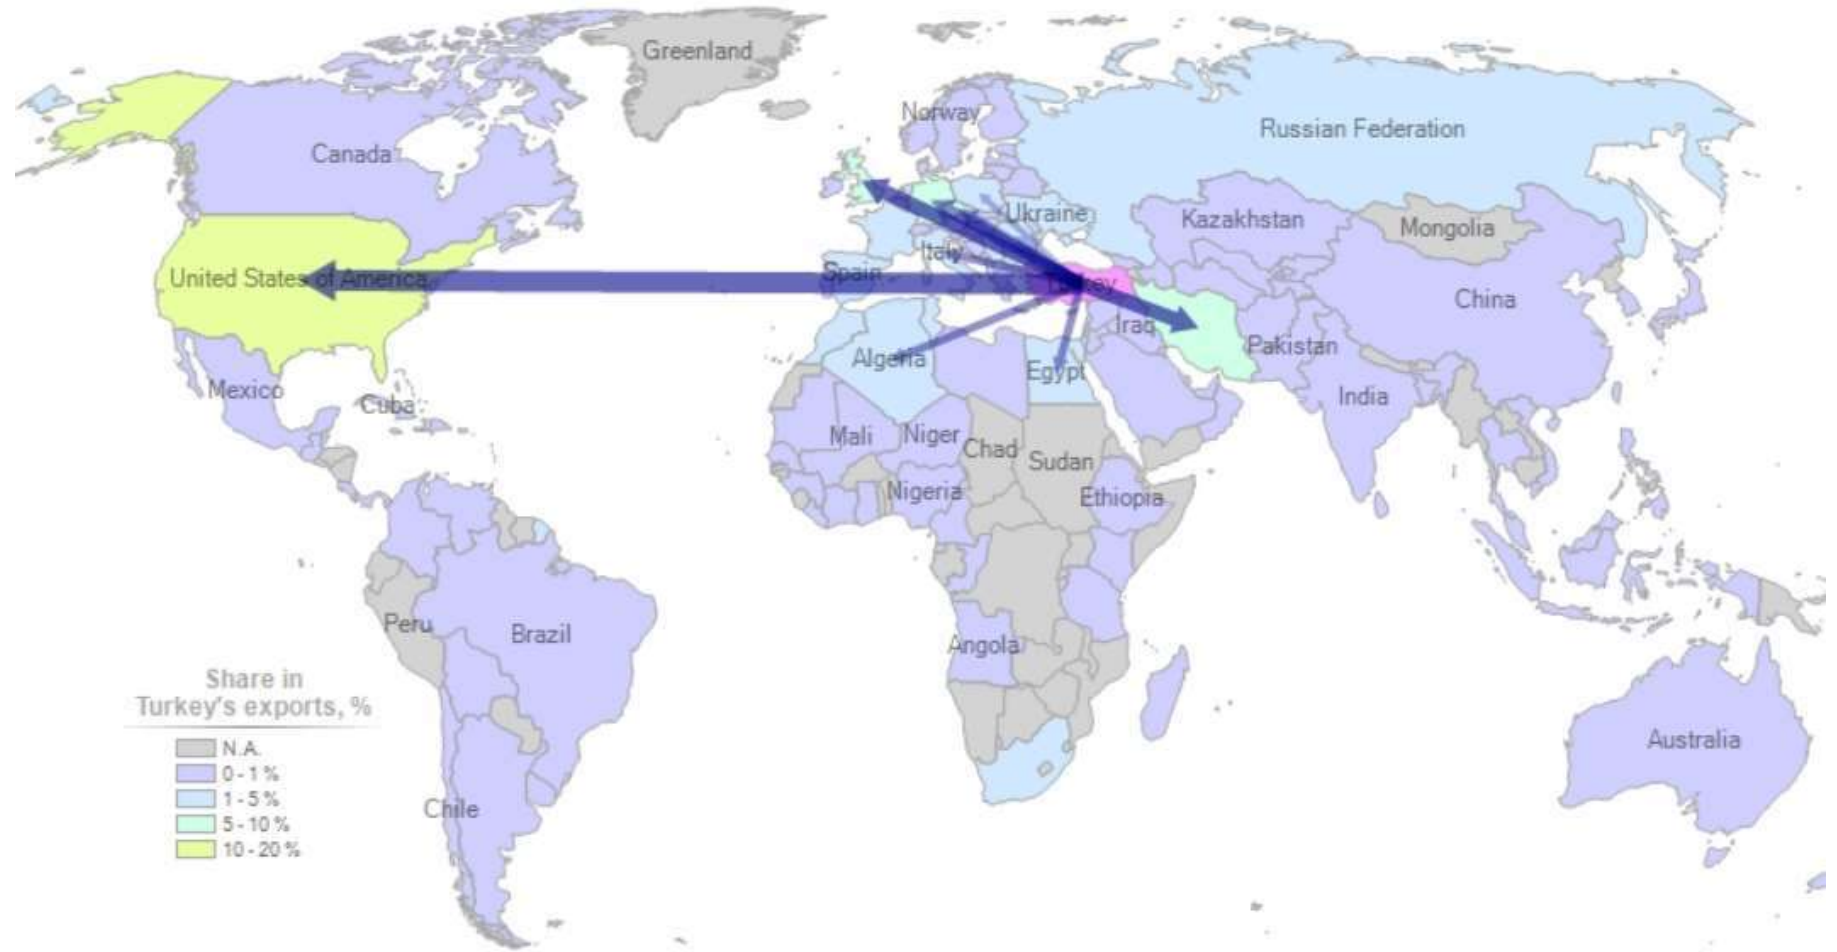 Greenland
Norway
Russian Federation
Canada
Ukraine
Kazakhstan
Mongolia
Italy
United States of America
Spain
Turkey
China
Iraq
Pakistan
Algeria
Egypt
Mexico
India
Cuba
Mali
Niger
Chad
Sudan
Nigeria
Ethiopia
Peru
Brazil
Angola
Share in
Turkey's exports, %
Australia
N.A.
0 - 1 %
1 - 5 %
Chile
5 - 10 %
10 - 20 %